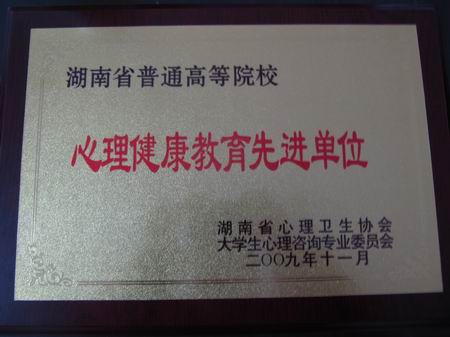 湖南省普通高等院校
心理健康教育先进单位
湖南省心理卫生协会
大学生心理咨询专业委员会
二〇〇九年十一月